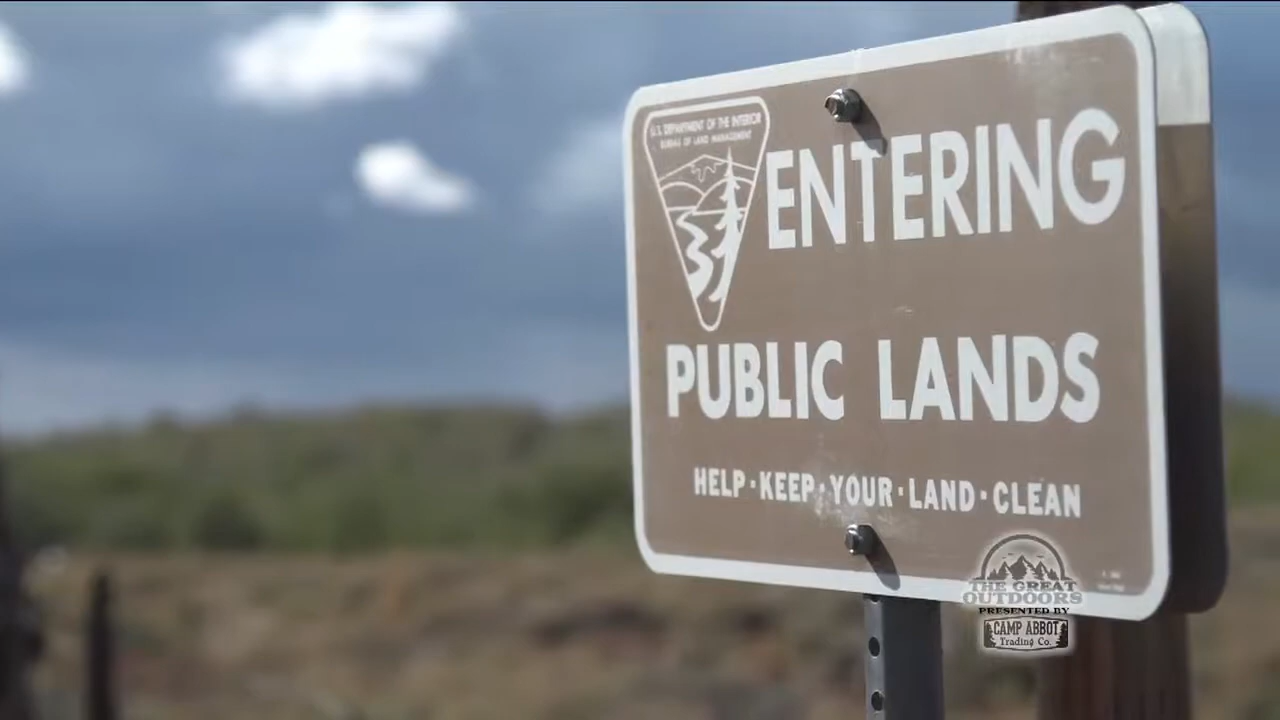 U.S. DEPARTMENT OF THE INTERIOR
BUREAU OF LAND MANAGEMENT
ENTERING
PUBLIC LANDS
HELP·KEEP·YOUR·LAND·CLEAN
THE GREAT
OUTDOORS
PRESENTED BY
CAMP ABBOT
Trading Co.